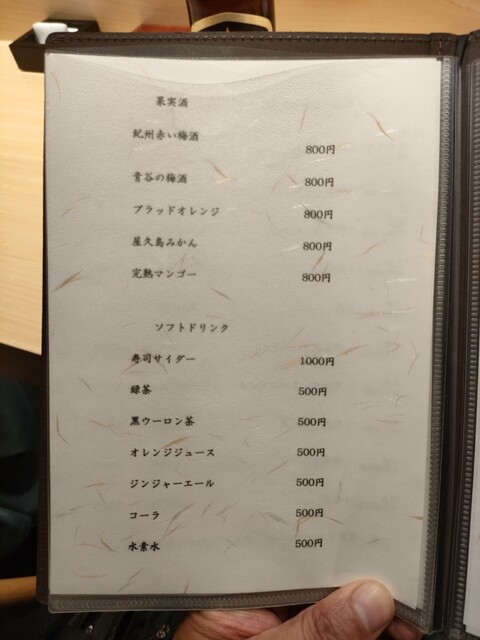 果実酒
紀州赤い梅酒 800円
青谷の梅酒 800円
ブラッドオレンジ 800円
屋久島みかん 800円
完熟マンゴー 800円
ソフトドリンク
寿司サイダー 1000円
緑茶 500円
黒ウーロン茶 500円
オレンジジュース 500円
ジンジャーエール 500円
コーラ 500円
水素水 500円